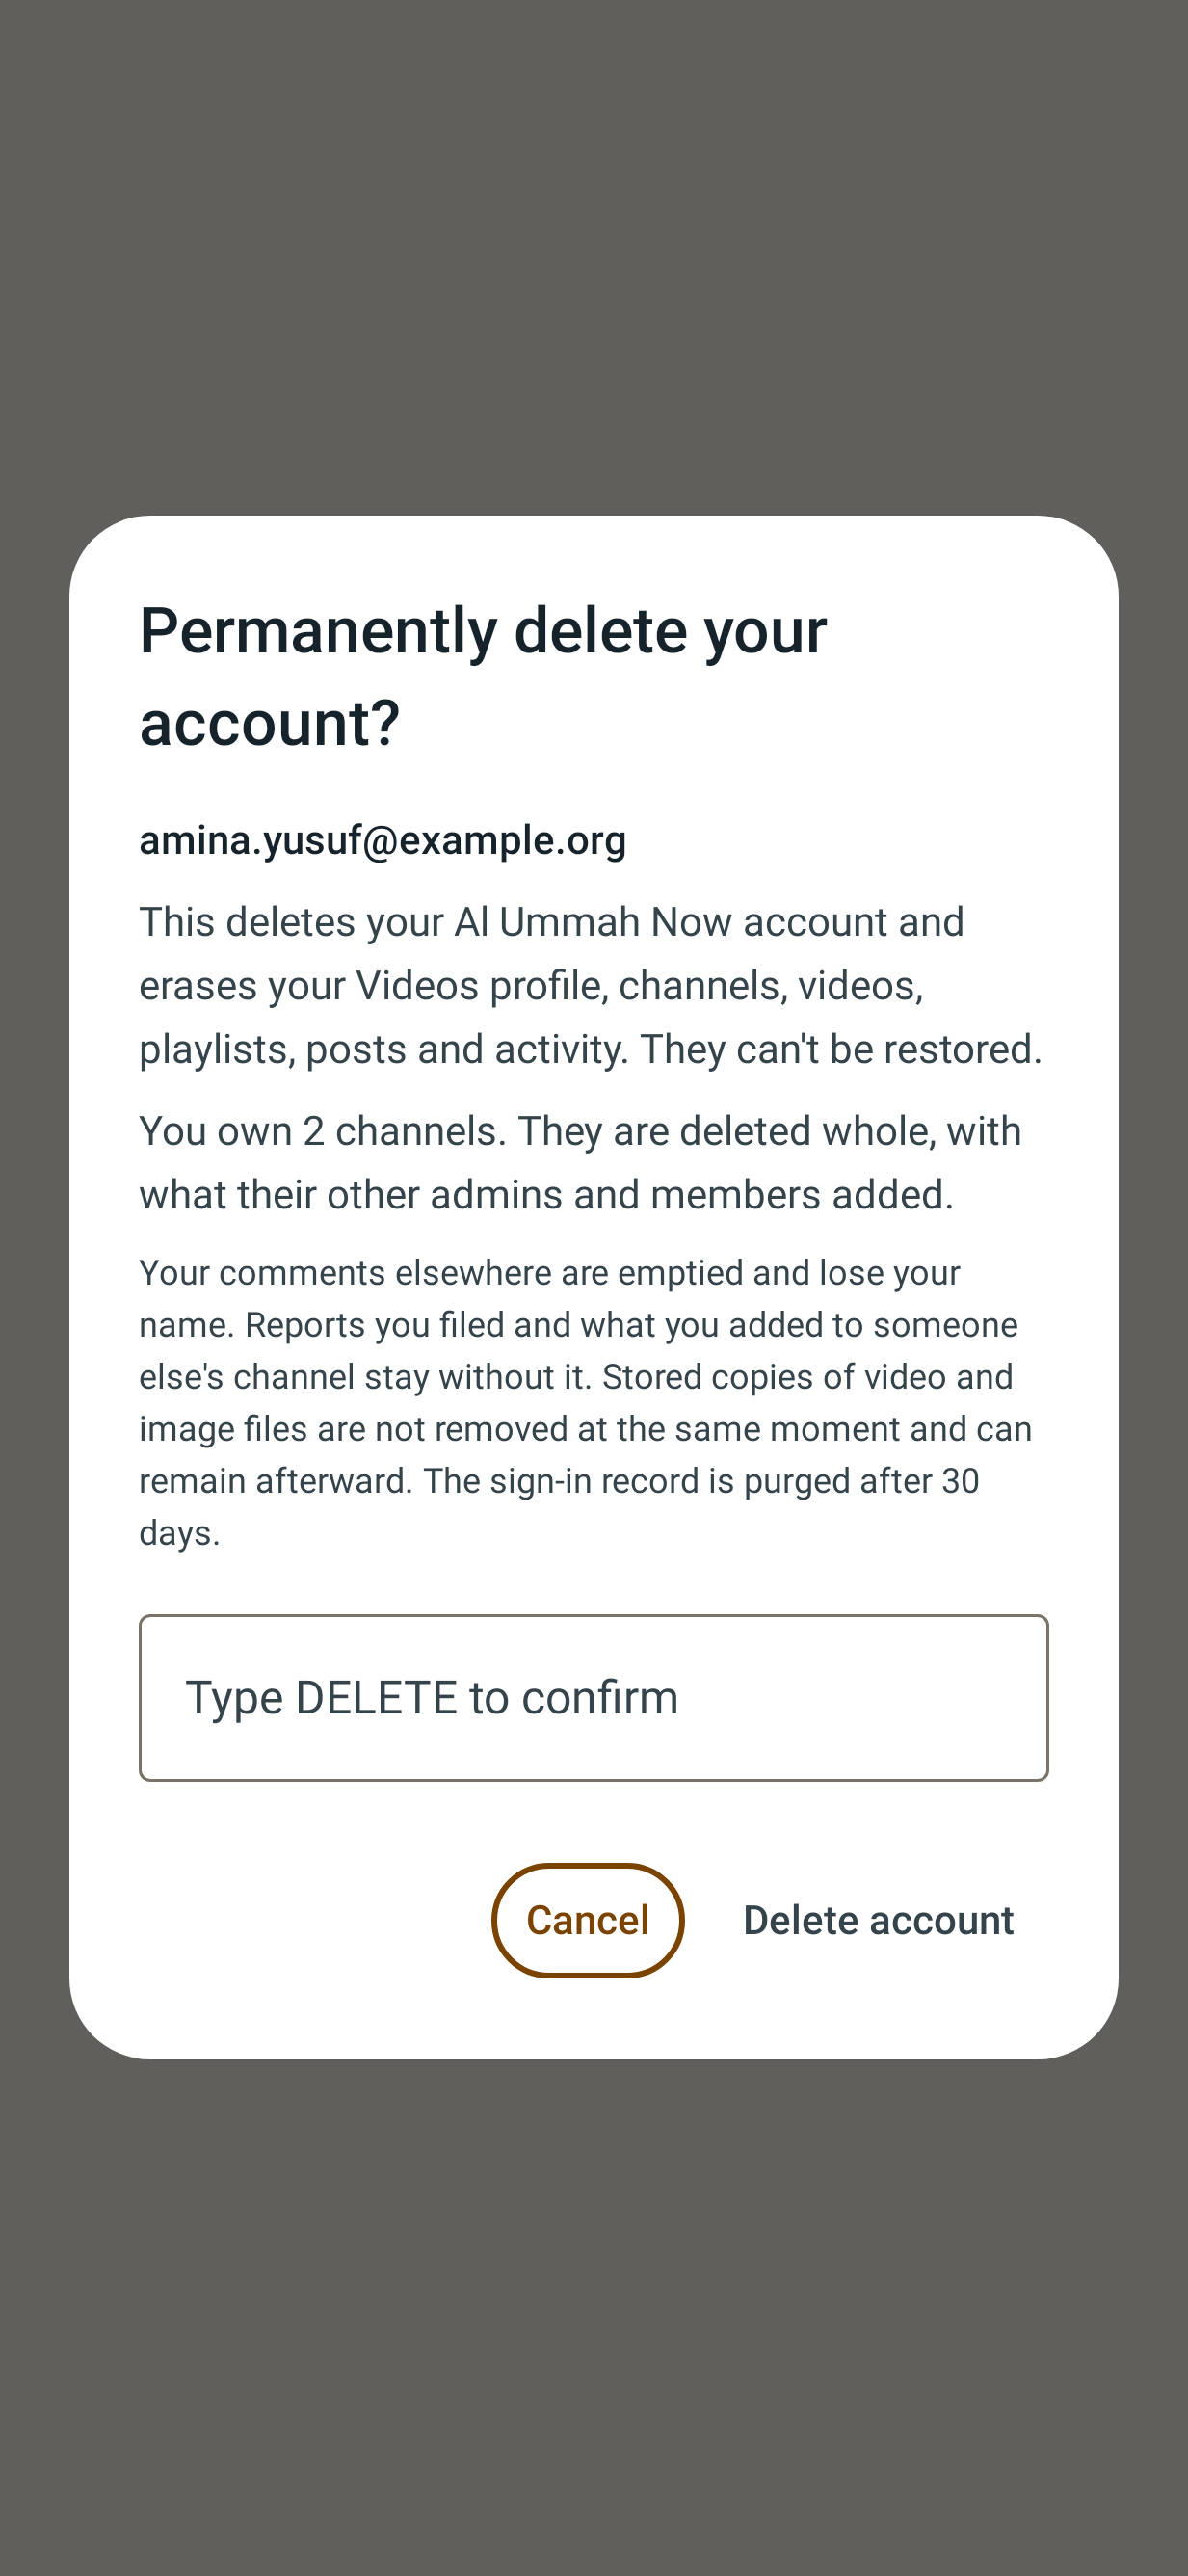 Permanently delete your
account?
amina.yusuf@example.org
This deletes your Al Ummah Now account and
erases your Videos profile, channels, videos,
playlists, posts and activity. They can't be restored.
You own 2 channels. They are deleted whole, with
what their other admins and members added.
Your comments elsewhere are emptied and lose your
name. Reports you filed and what you added to someone
else's channel stay without it. Stored copies of video and
image files are not removed at the same moment and can
remain afterward. The sign-in record is purged after 30
days.
Type DELETE to confirm
Cancel Delete account